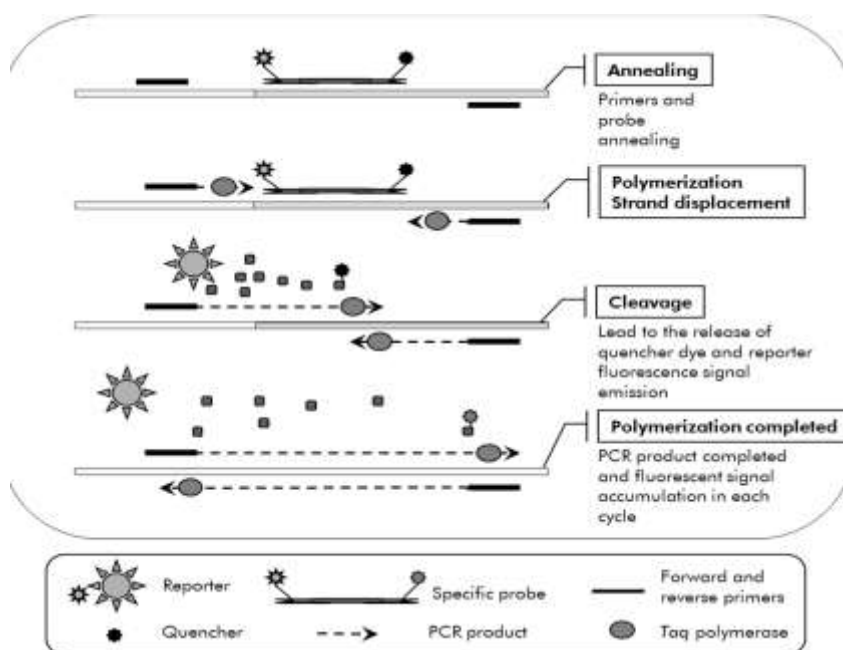 Annealing
Primers and
probe
annealing
Polymerization
Strand displacement
Cleavage
Lead to the release of
quencher dye and reporter
fluorescence signal
emission
Polymerization completed
PCR product completed
and fluorescent signal
accumulation in each
cycle
Reporter
Specific probe
Forward and
reverse primers
Quencher
PCR product
Taq polymerase